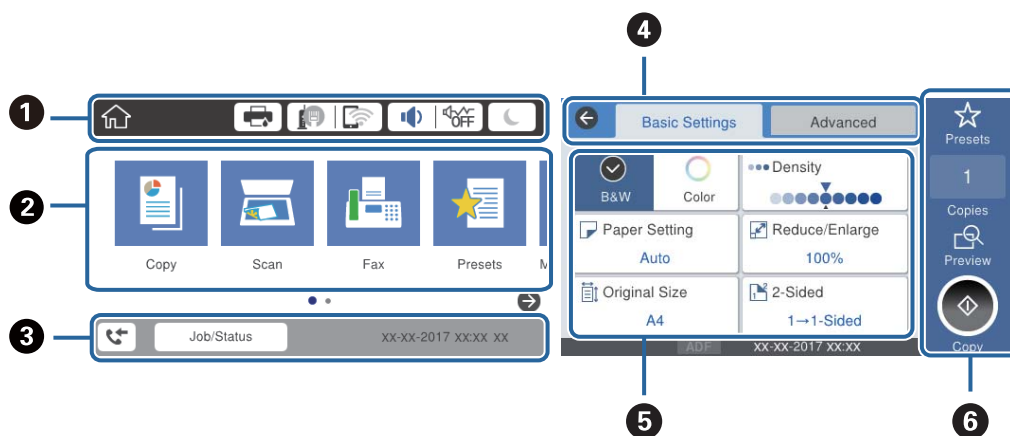 4
1
OFF
2
Copy
Scan
Fax
Presets
M
3
Job/Status
xx-xx-2017 xx:xx xx
Basic Settings
Advanced
B&W
Color
Density
Paper Setting
Auto
Reduce/Enlarge
100%
Original Size
A4
2-Sided
1→1-Sided
ADF
xx-xx-2017 xx:xx
Presets
1
Copies
Preview
Copy
5
6